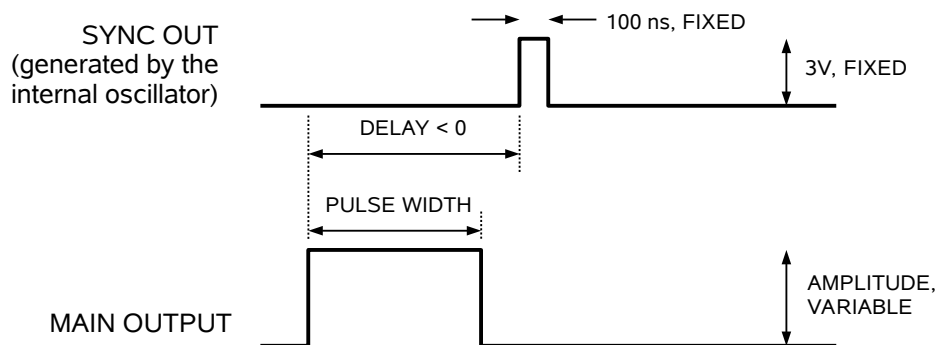 SYNC OUT
(generated by the
internal oscillator)
100 ns, FIXED
3V, FIXED
DELAY < 0
PULSE WIDTH
MAIN OUTPUT
AMPLITUDE,
VARIABLE